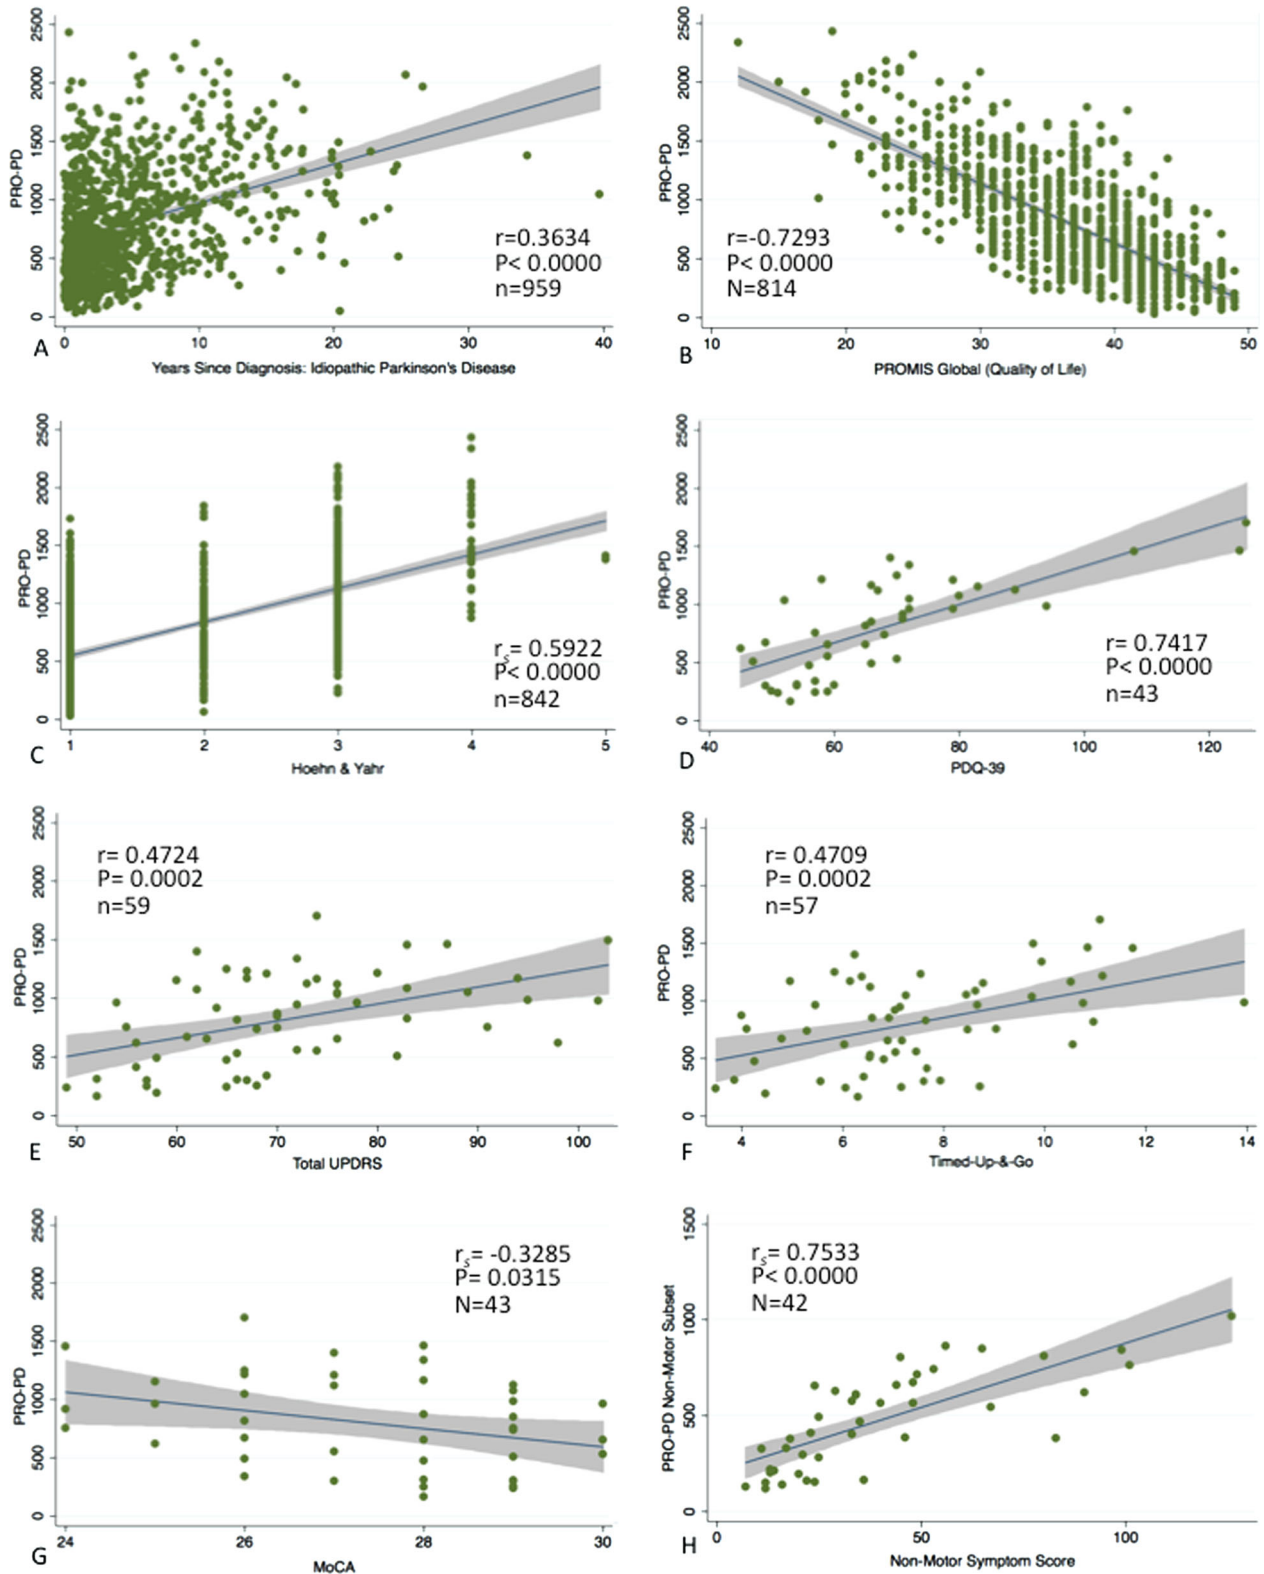 2500
2000
1500
1000
500
0
PRO-PD
r=0.3634
P< 0.0000
n=959
0 10 20 30 40
A
Years Since Diagnosis: Idiopathic Parkinson's Disease
2500
2000
1500
1000
500
0
PRO-PD
r=-0.7293
P< 0.0000
N=814
10 20 30 40 50
B
PROMIS Global (Quality of Life)
2500
2000
1500
1000
500
0
PRO-PD
rs= 0.5922
P< 0.0000
n=842
1 2 3 4 5
C
Hoehn & Yahr
2500
2000
1500
1000
500
0
PRO-PD
r= 0.7417
P< 0.0000
n=43
40 60 80 100 120
D
PDQ-39
2500
2000
1500
1000
500
0
PRO-PD
r= 0.4724
P= 0.0002
n=59
50 60 70 80 90 100
E
Total UPDRS
2500
2000
1500
1000
500
0
PRO-PD
r= 0.4709
P= 0.0002
n=57
4 6 8 10 12 14
F
Timed-Up-&-Go
2500
2000
1500
1000
500
0
PRO-PD
rs= -0.3285
P= 0.0315
N=43
24 26 28 30
G
MoCA
1500
1000
500
0
PRO-PD Non-Motor Subset
rs= 0.7533
P< 0.0000
N=42
0 50 100
H
Non-Motor Symptom Score